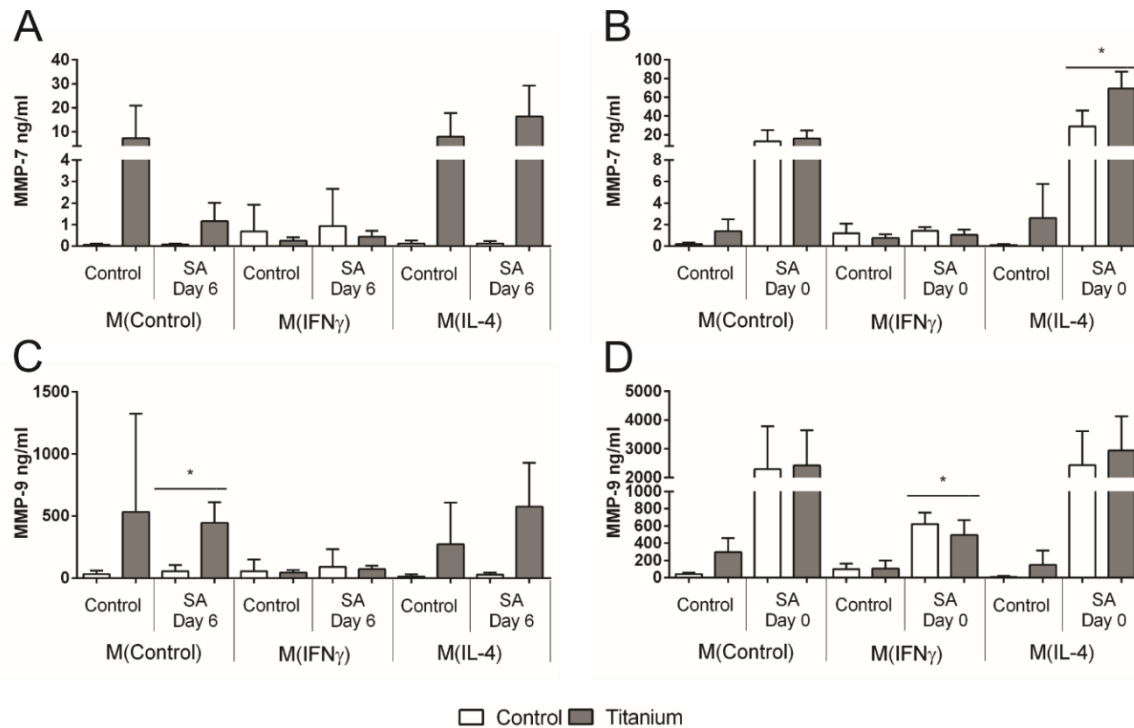 A
MMP-7 ng/ml
40
30
20
10
4
3
2
1
0
Control SA Day 6 Control SA Day 6 Control SA Day 6
M(Control) M(IFNγ) M(IL-4)
B
MMP-7 ng/ml
100
80
60
40
20
8
6
4
2
0
*
Control SA Day 0 Control SA Day 0 Control SA Day 0
M(Control) M(IFNγ) M(IL-4)
C
MMP-9 ng/ml
1500
1000
500
0
*
Control SA Day 6 Control SA Day 6 Control SA Day 6
M(Control) M(IFNγ) M(IL-4)
D
MMP-9 ng/ml
5000
4000
3000
2000
1000
1000
800
600
400
200
0
*
Control SA Day 0 Control SA Day 0 Control SA Day 0
M(Control) M(IFNγ) M(IL-4)
Control Titanium